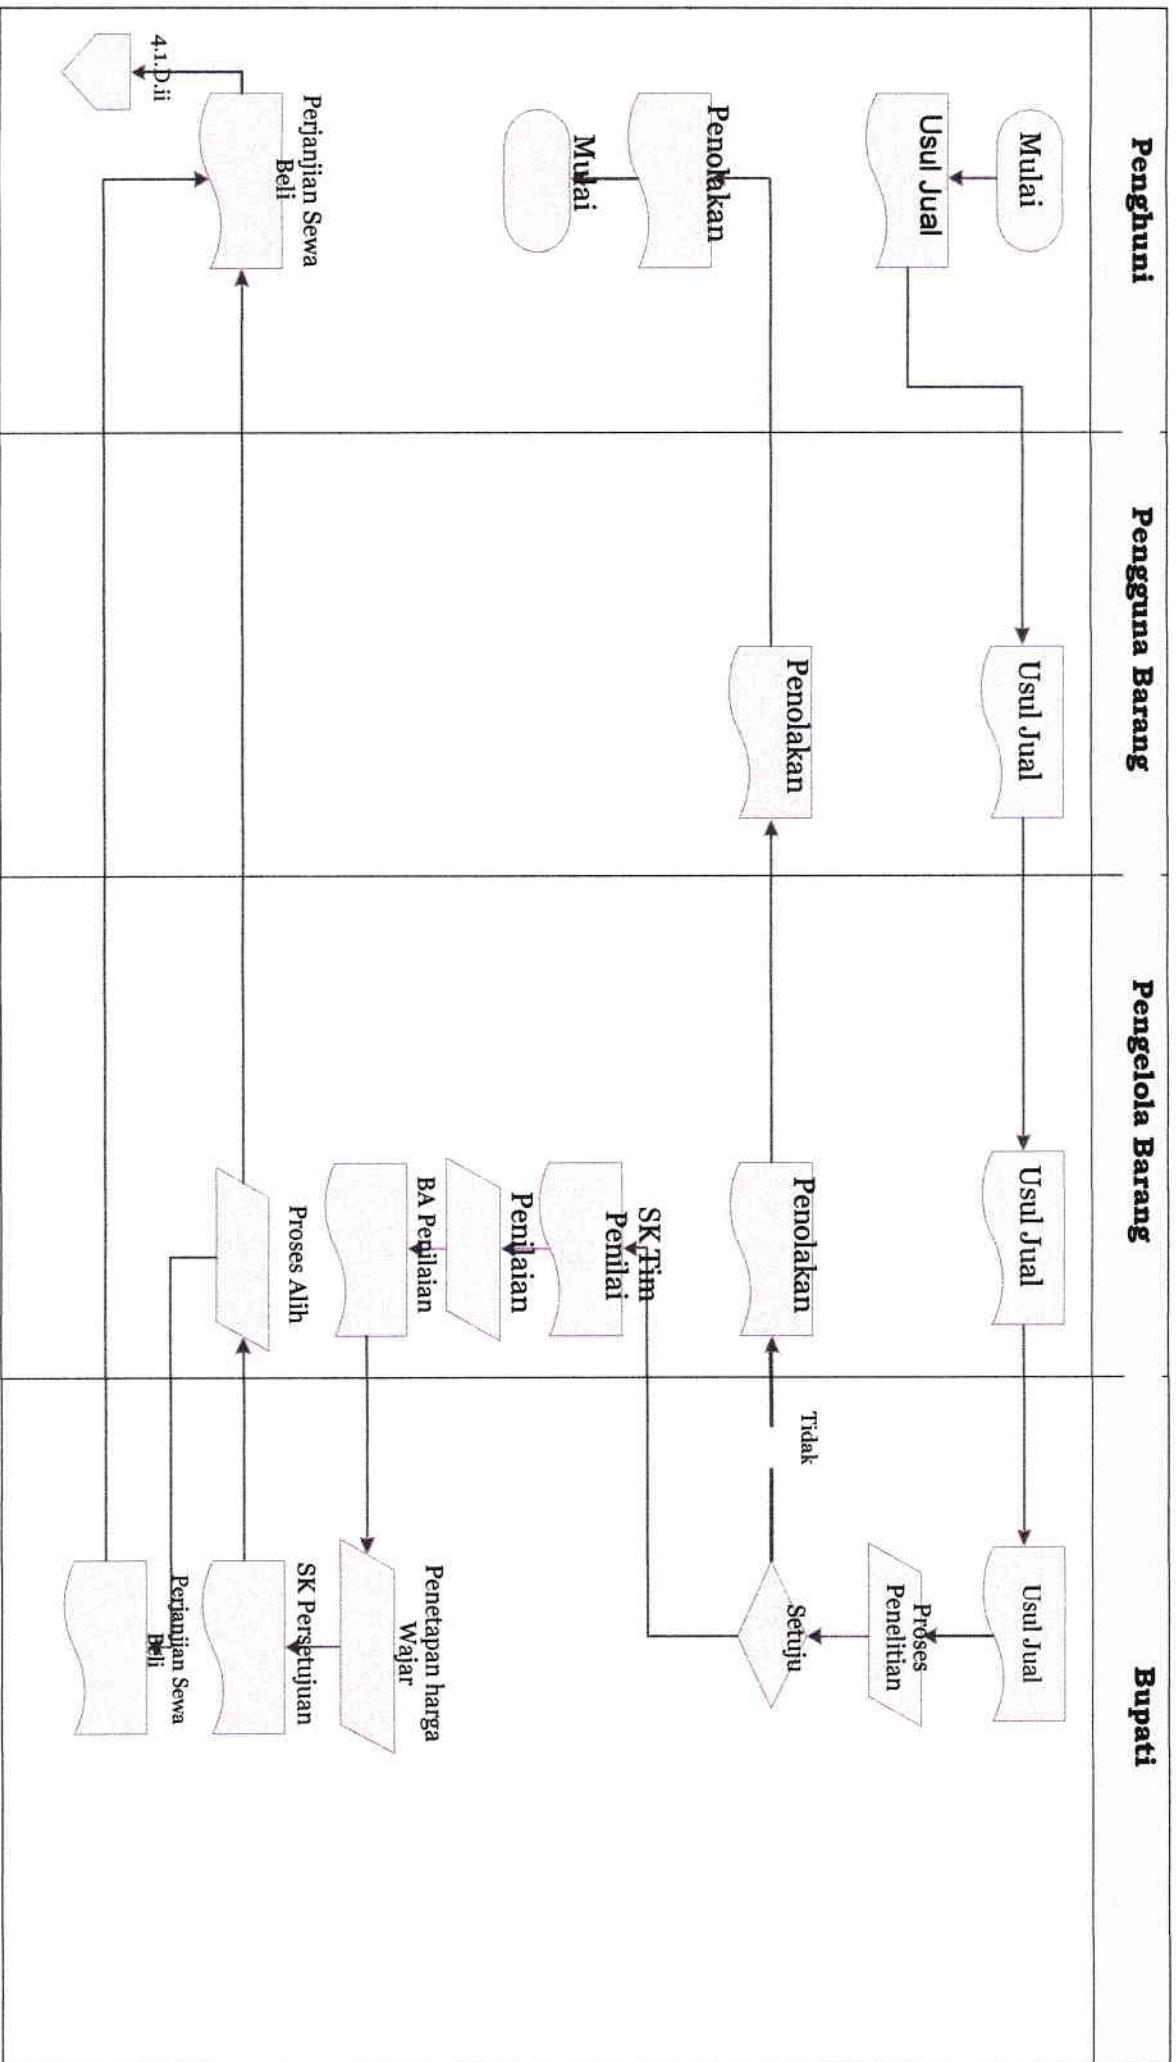 Penghuni
Pengguna Barang
Pengelola Barang
Bupati
Mulai
Usul Jual
Usul Jual
Usul Jual
Usul Jual
Proses
Penelitian
Setuju
Tidak
Penolakan
Penolakan
Penolakan
Mulai
SK Tim
Penilai
Penilaian
BA Penilaian
Penetapan harga
Wajar
SK Persetujuan
Proses Alih
Perjanjian Sewa
Beli
Perjanjian Sewa
Beli
4.1.D.ii